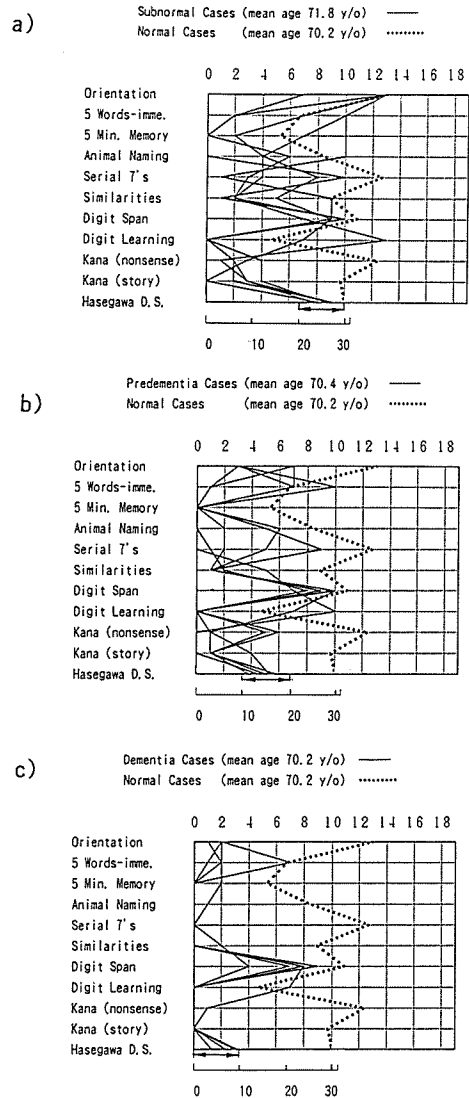 a)
Subnormal Cases (mean age 71.8 y/o)
Normal Cases (mean age 70.2 y/o)
0 2 4 6 8 10 12 14 16 18
Orientation
5 Words-imme.
5 Min. Memory
Animal Naming
Serial 7's
Similarities
Digit Span
Digit Learning
Kana (nonsense)
Kana (story)
Hasegawa D.S.
0 10 20 30
b)
Predementia Cases (mean age 70.4 y/o)
Normal Cases (mean age 70.2 y/o)
0 2 4 6 8 10 12 14 16 18
Orientation
5 Words-imme.
5 Min. Memory
Animal Naming
Serial 7's
Similarities
Digit Span
Digit Learning
Kana (nonsense)
Kana (story)
Hasegawa D.S.
0 10 20 30
c)
Dementia Cases (mean age 70.2 y/o)
Normal Cases (mean age 70.2 y/o)
0 2 4 6 8 10 12 14 16 18
Orientation
5 Words-imme.
5 Min. Memory
Animal Naming
Serial 7's
Similarities
Digit Span
Digit Learning
Kana (nonsense)
Kana (story)
Hasegawa D.S.
0 10 20 30